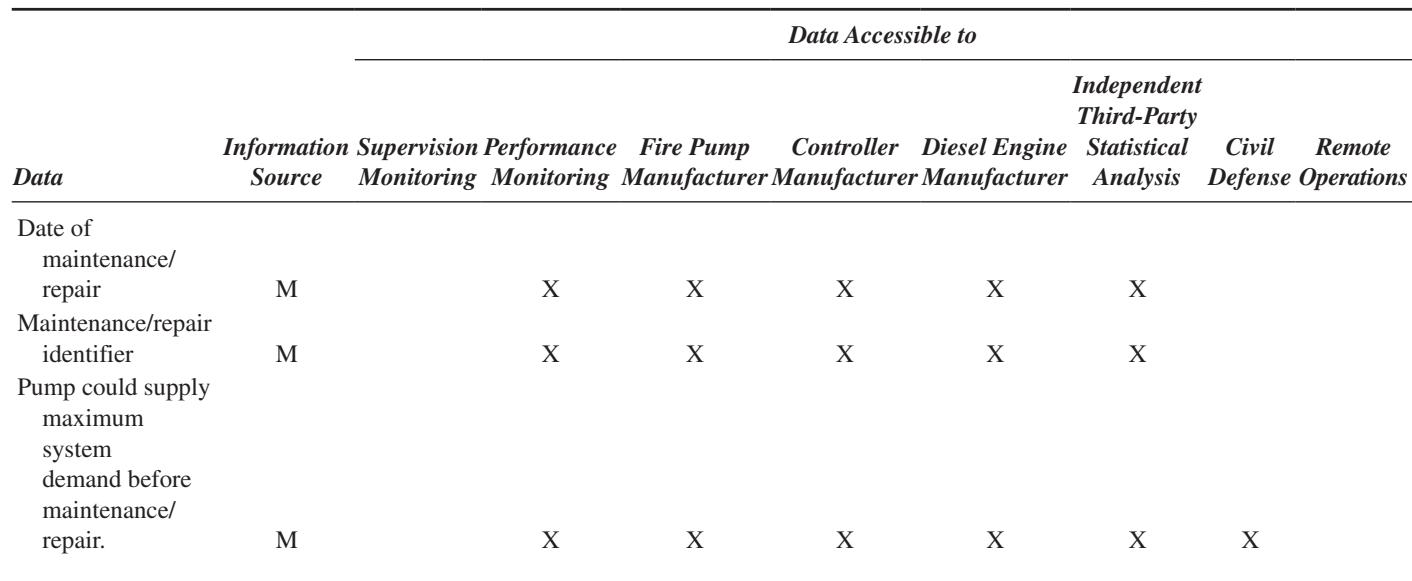 Data Accessible to
Independent
Third-Party
Information Supervision Performance Fire Pump Controller Diesel Engine Statistical Civil Remote
Data Source Monitoring Monitoring Manufacturer Manufacturer Manufacturer Analysis Defense Operations
Date of
maintenance/
repair M X X X X X
Maintenance/repair
identifier M X X X X X
Pump could supply
maximum
system
demand before
maintenance/
repair. M X X X X X X